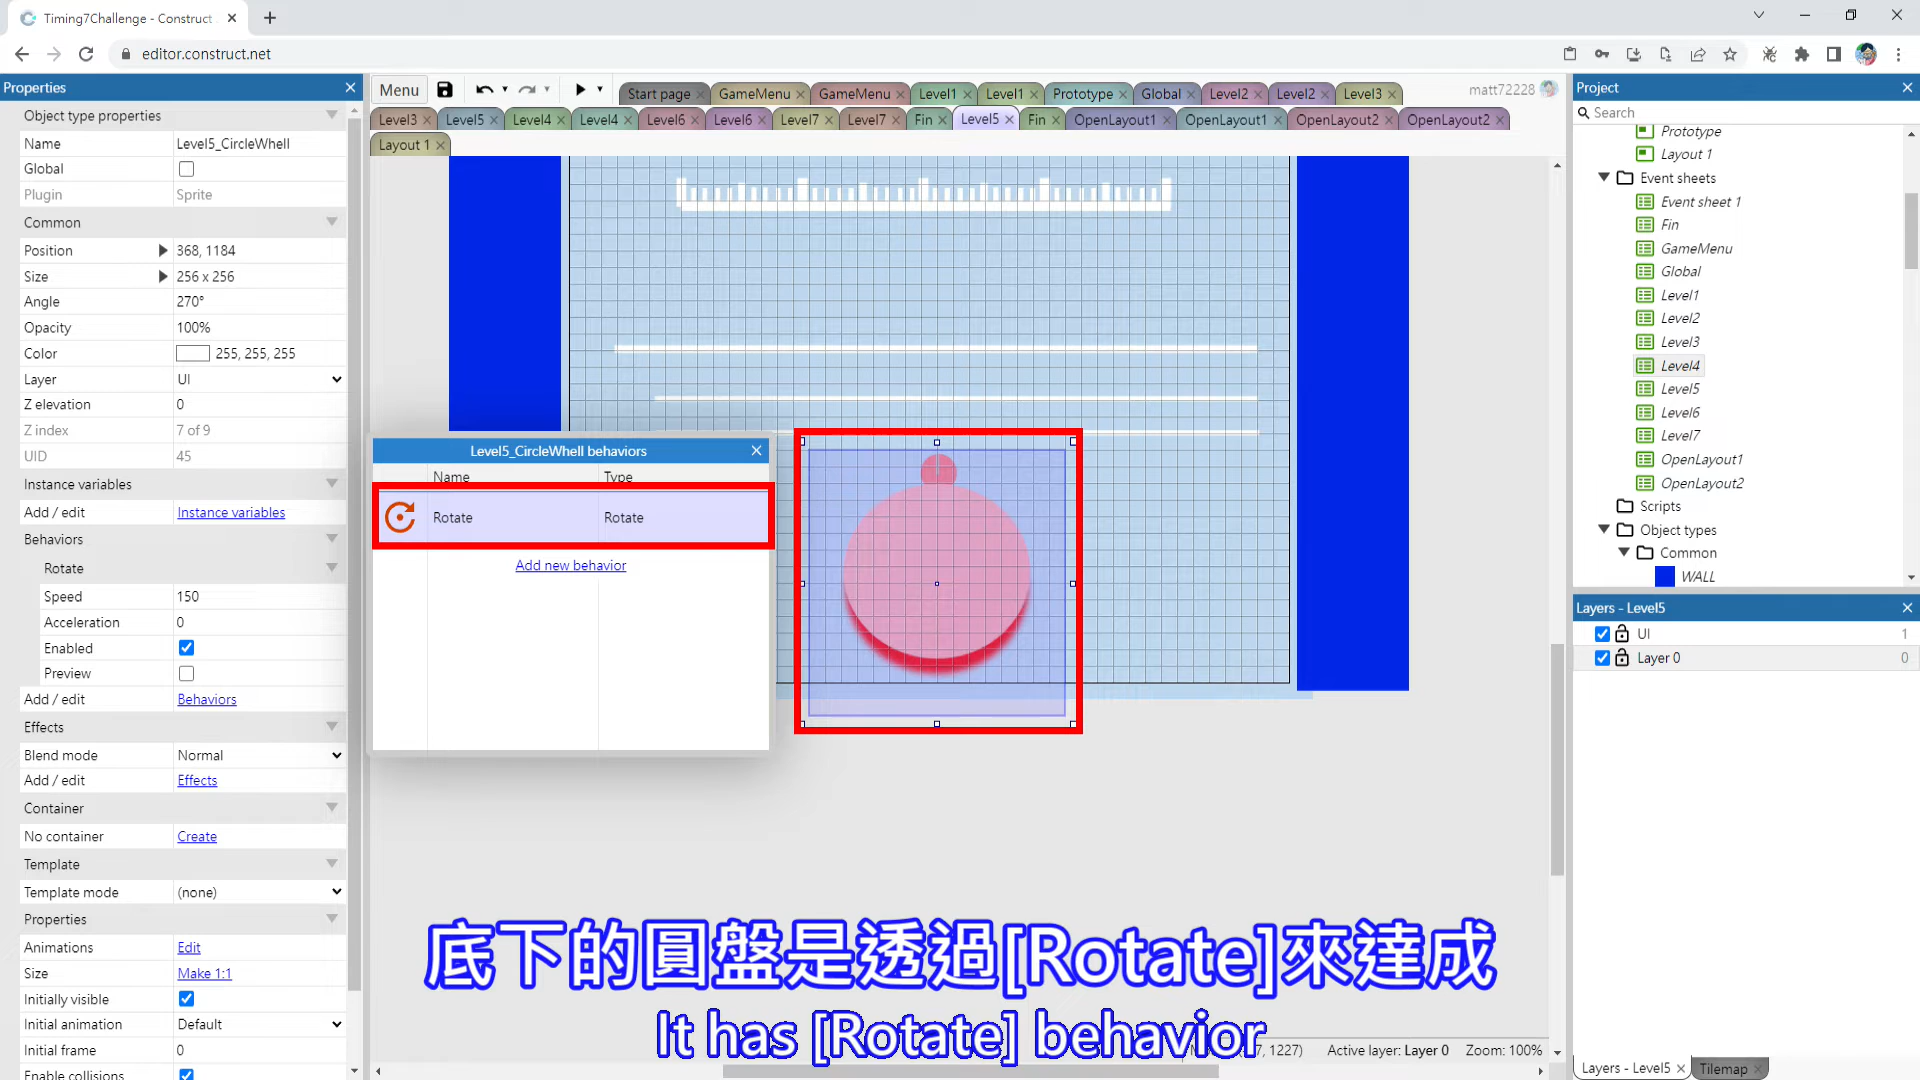 Timing7Challenge - Construct
editor.construct.net
Properties
Object type properties
Name Level5_CircleWhell
Global
Plugin Sprite
Common
Position 368, 1184
Size 256 x 256
Angle 270°
Opacity 100%
Color 255, 255, 255
Layer UI
Z elevation 0
Z index 7 of 9
UID 45
Instance variables
Add / edit Instance variables
Behaviors
Rotate
Speed 150
Acceleration 0
Enabled
Preview
Add / edit Behaviors
Effects
Blend mode Normal
Add / edit Effects
Container
No container Create
Template
Template mode (none)
Properties
Animations Edit
Size Make 1:1
Initially visible
Initial animation Default
Initial frame 0
Enable collisions
Menu
Start page GameMenu GameMenu Level1 Level1 Prototype Global Level2 Level2 Level3
matt72228
Level3 Level5 Level4 Level4 Level6 Level6 Level7 Level7 Fin Level5 Fin OpenLayout1 OpenLayout1 OpenLayout2 OpenLayout2
Layout 1
Level5_CircleWhell behaviors
Name Type
Rotate Rotate
Add new behavior
底下的圓盤是透過[Rotate]來達成
It has [Rotate] behavior
7, 1227) Active layer: Layer 0 Zoom: 100%
Project
Search
Prototype
Layout 1
Event sheets
Event sheet 1
Fin
GameMenu
Global
Level1
Level2
Level3
Level4
Level5
Level6
Level7
OpenLayout1
OpenLayout2
Scripts
Object types
Common
WALL
Layers - Level5
UI 1
Layer 0 0
Layers - Level5 Tilemap